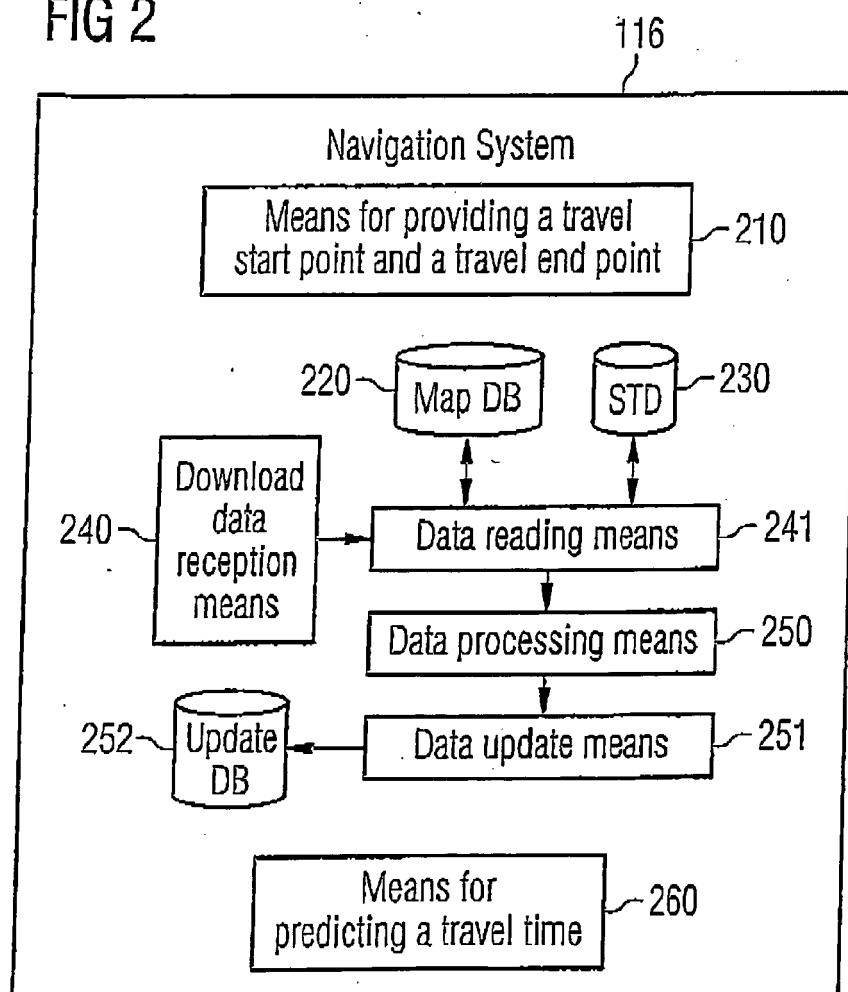 FIG 2
116
Navigation System
Means for providing a travel
start point and a travel end point
210
220
Map DB
STD
230
Download
data
reception
means
240
Data reading means
241
Data processing means
250
252
Update
DB
Data update means
251
Means for
predicting a travel time
260